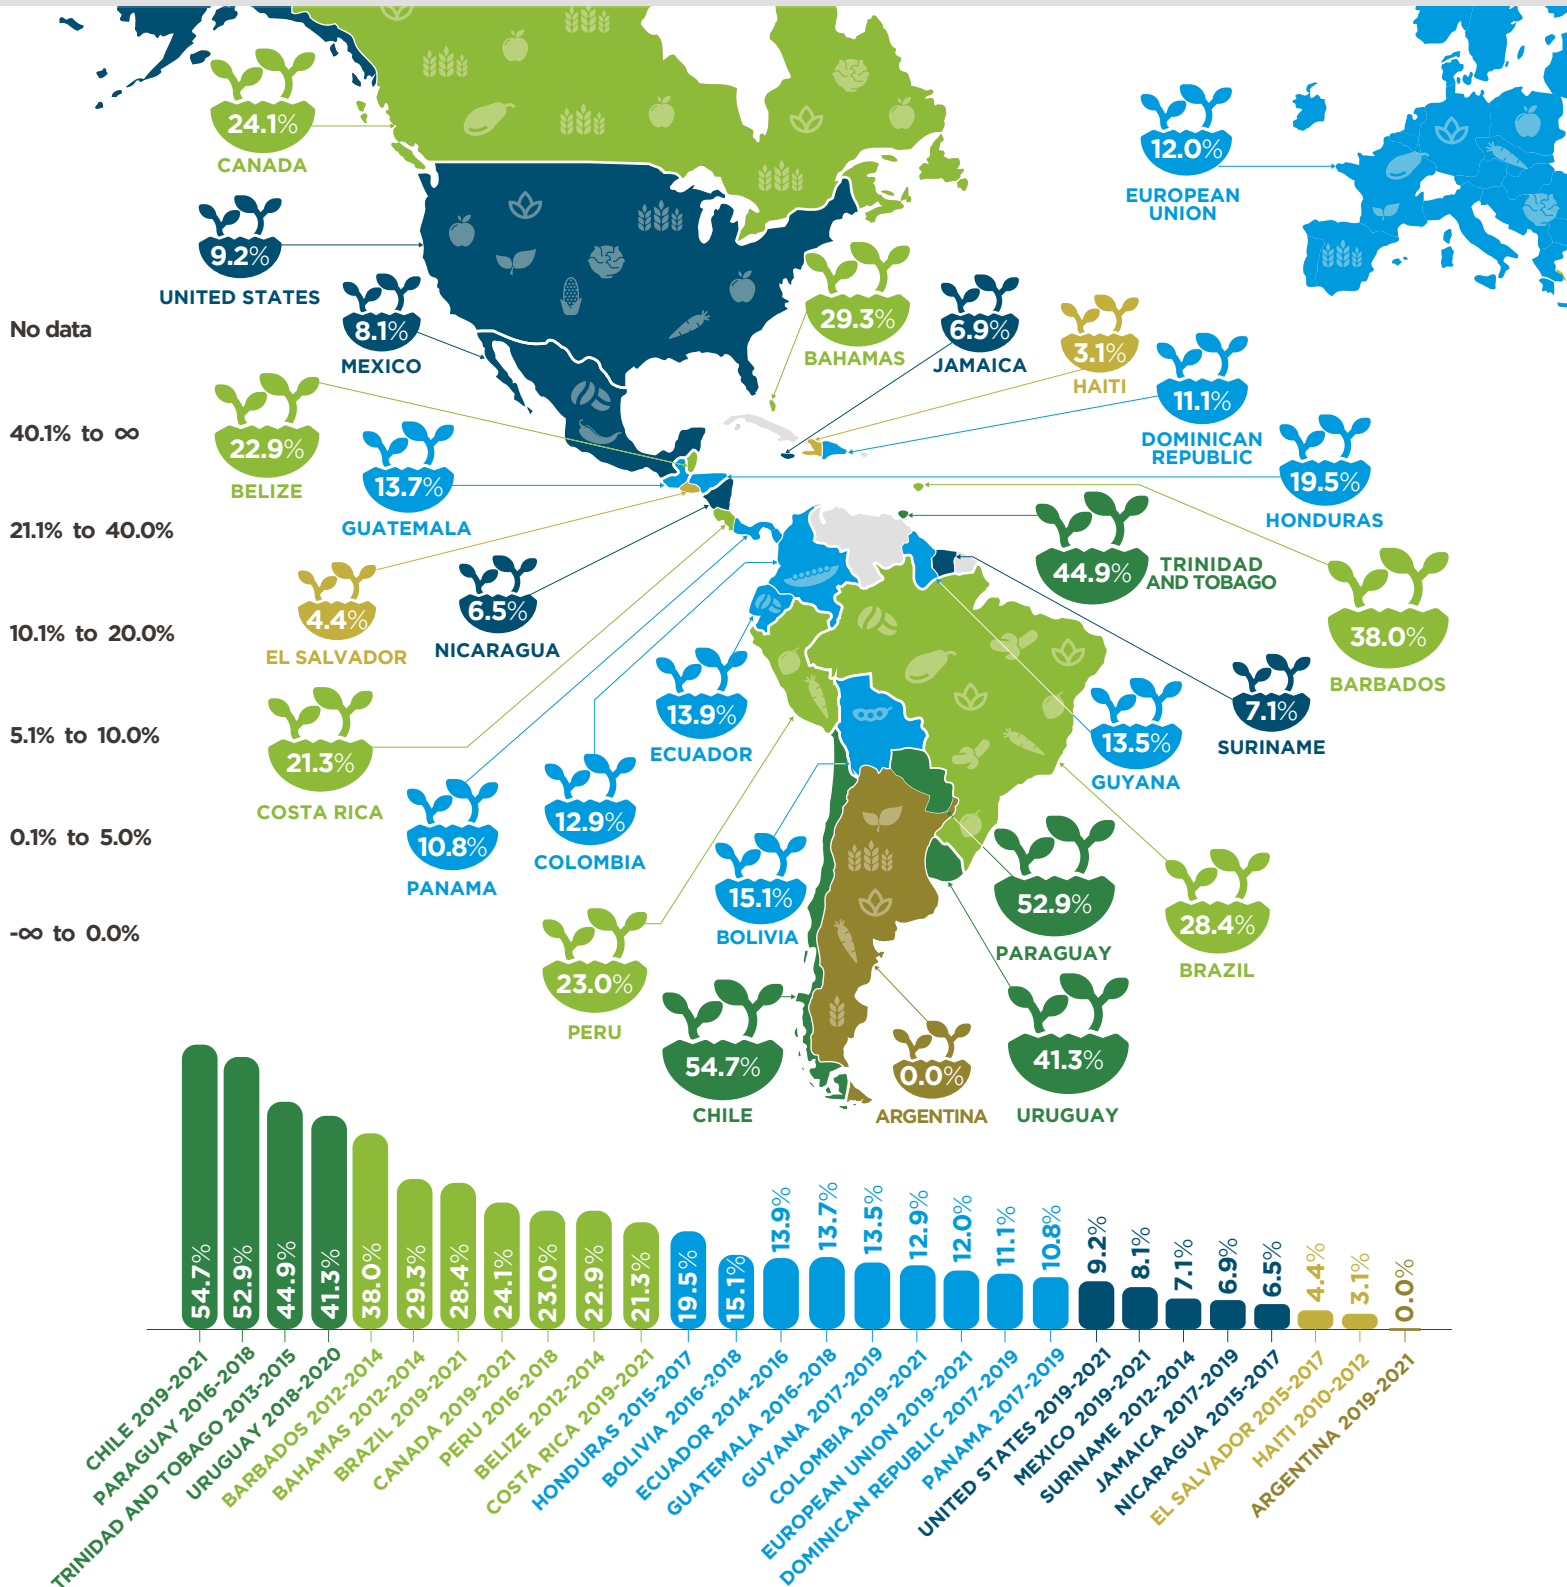 24.1%
CANADA
12.0%
EUROPEAN
UNION
9.2%
UNITED STATES
8.1%
MEXICO
29.3%
BAHAMAS
6.9%
JAMAICA
3.1%
HAITI
11.1%
DOMINICAN
REPUBLIC
19.5%
HONDURAS
No data
40.1% to ∞
21.1% to 40.0%
10.1% to 20.0%
5.1% to 10.0%
0.1% to 5.0%
-∞ to 0.0%
22.9%
BELIZE
13.7%
GUATEMALA
4.4%
EL SALVADOR
6.5%
NICARAGUA
44.9%
TRINIDAD
AND TOBAGO
38.0%
BARBADOS
7.1%
SURINAME
13.5%
GUYANA
21.3%
COSTA RICA
13.9%
ECUADOR
10.8%
PANAMA
12.9%
COLOMBIA
15.1%
BOLIVIA
52.9%
PARAGUAY
28.4%
BRAZIL
23.0%
PERU
54.7%
CHILE
0.0%
ARGENTINA
41.3%
URUGUAY
54.7%
52.9%
44.9%
41.3%
38.0%
29.3%
28.4%
24.1%
23.0%
22.9%
21.3%
19.5%
15.1%
13.9%
13.7%
13.5%
12.9%
12.0%
11.1%
10.8%
9.2%
8.1%
7.1%
6.9%
6.5%
4.4%
3.1%
0.0%
CHILE 2019-2021
PARAGUAY 2016-2018
TRINIDAD AND TOBAGO 2013-2015
URUGUAY 2018-2020
BARBADOS 2012-2014
BAHAMAS 2012-2014
BRAZIL 2019-2021
CANADA 2019-2021
PERU 2016-2018
BELIZE 2012-2014
COSTA RICA 2019-2021
HONDURAS 2015-2017
BOLIVIA 2016-2018
ECUADOR 2014-2016
GUATEMALA 2016-2018
GUYANA 2017-2019
COLOMBIA 2019-2021
EUROPEAN UNION 2019-2021
DOMINICAN REPUBLIC 2017-2019
PANAMA 2017-2019
UNITED STATES 2019-2021
MEXICO 2019-2021
SURINAME 2012-2014
JAMAICA 2017-2019
NICARAGUA 2015-2017
EL SALVADOR 2015-2017
HAITI 2010-2012
ARGENTINA 2019-2021